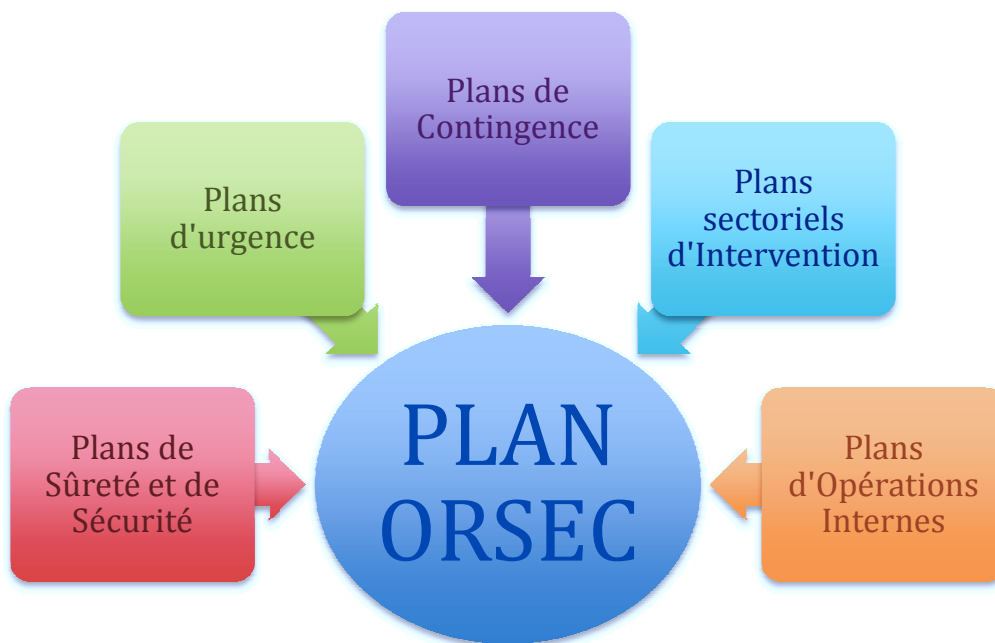 Plans de
Contingence
Plans
d'urgence
Plans
sectoriels
d'Intervention
Plans de
Sûreté et de
Sécurité
PLAN
ORSEC
Plans
d'Opérations
Internes